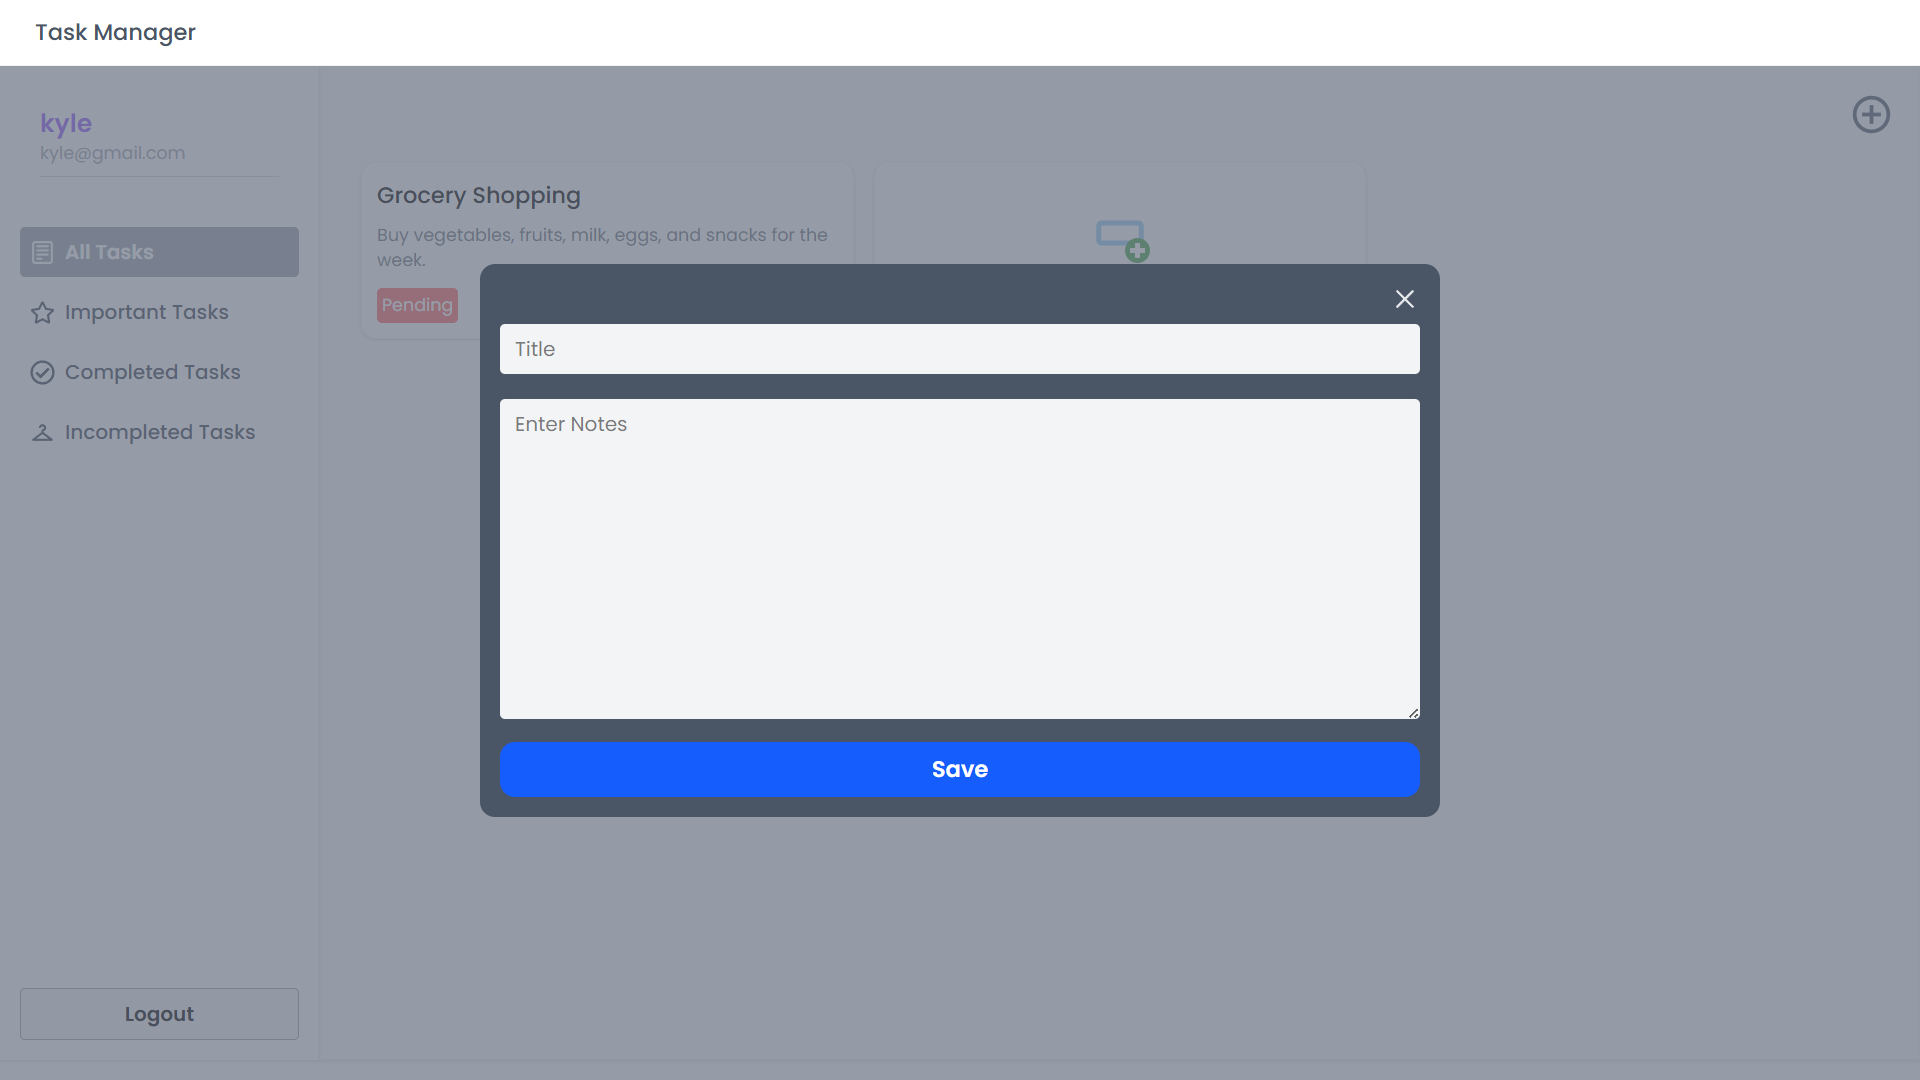 Task Manager
kyle
kyle@gmail.com
All Tasks
Important Tasks
Completed Tasks
Incompleted Tasks
Logout
Grocery Shopping
Buy vegetables, fruits, milk, eggs, and snacks for the
week.
Pending
Title
Enter Notes
Save